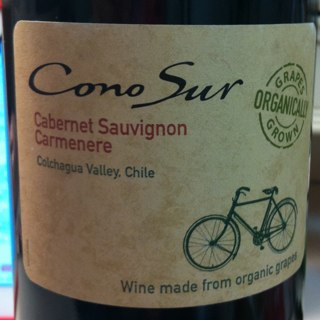 Cono Sur
Cabernet Sauvignon
Carmenere
Colchagua Valley, Chile
GRAPES
ORGANICALLY
GROWN
Wine made from organic grapes